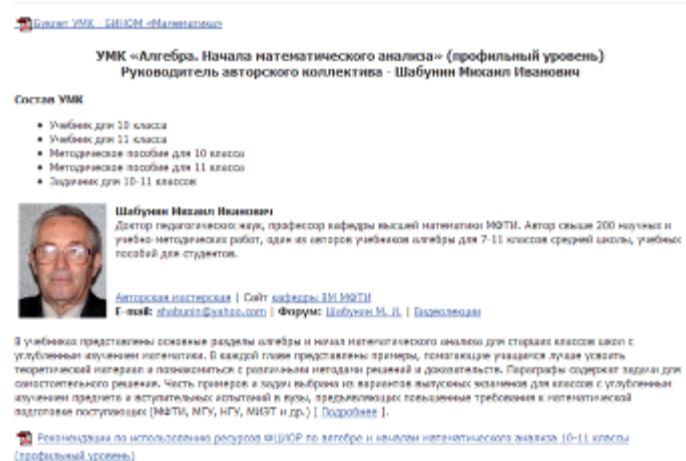 Буклет УМК - БИНОМ «Математика»
УМК «Алгебра. Начала математического анализа» (профильный уровень)
Руководитель авторского коллектива - Шабунин Михаил Иванович
Состав УМК
Учебник для 10 класса
Учебник для 11 класса
Методическое пособие для 10 класса
Методическое пособие для 11 класса
Задачник для 10-11 классов
Шабунин Михаил Иванович
Доктор педагогических наук, профессор кафедры высшей математики МФТИ. Автор свыше 200 научных и
учебно-методических работ, один из авторов учебников алгебры для 7-11 классов средней школы, учебных
пособий для студентов.
Авторская мастерская | Сайт кафедры ВМ МФТИ
E-mail: shabunin@yahoo.com | Форум: Шабунин М. И. | Видеолекции
В учебниках представлены основные разделы алгебры и начал математического анализа для старших классов школ с
углубленным изучением математики. В каждой главе представлены примеры, помогающие учащимся лучше усвоить
теоретический материал и познакомиться с различными методами решений и доказательств. Параграфы содержат задачи для
самостоятельного решения. Часть примеров и задач выбрана из вариантов выпускных экзаменов для классов с углубленным
изучением предмета и вступительных испытаний в вузы, предъявляющих повышенные требования к математической
подготовке поступающих (МФТИ, МГУ, НГУ, МИЭТ и др.) [ Подробнее ].
Рекомендации по использованию ресурсов ФЦИОР по алгебре и началам математического анализа 10-11 классы
(профильный уровень)